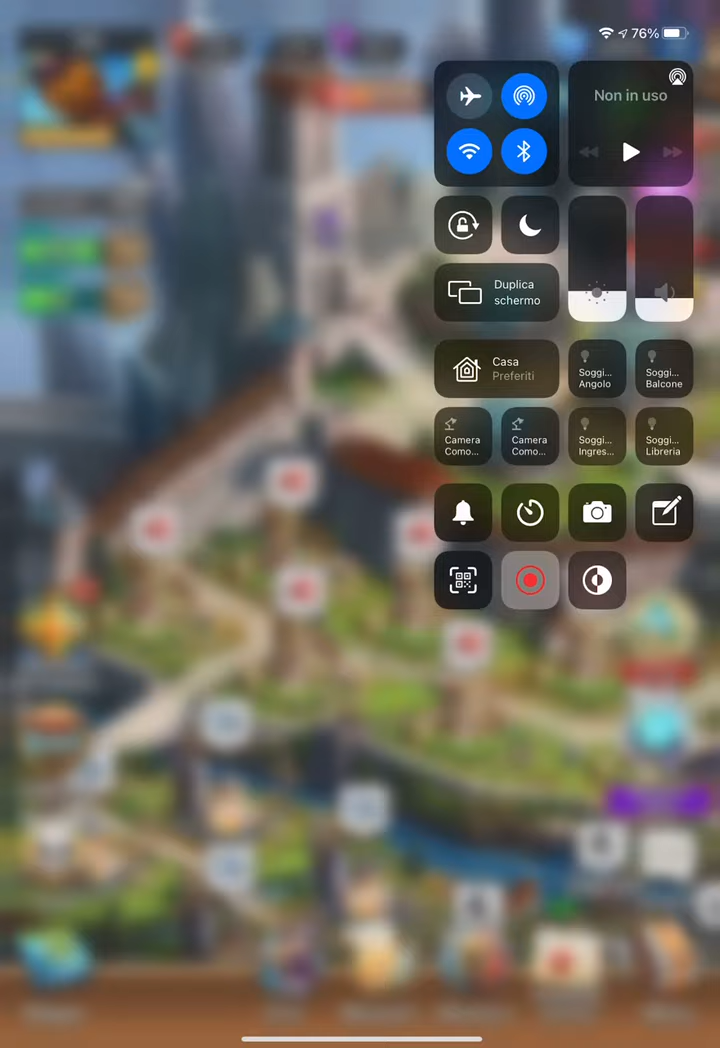 76%
Non in uso
Duplica
schermo
Casa
Preferiti
Soggi...
Angolo
Soggi...
Balcone
Camera
Como...
Camera
Como...
Soggi...
Ingres...
Soggi...
Libreria